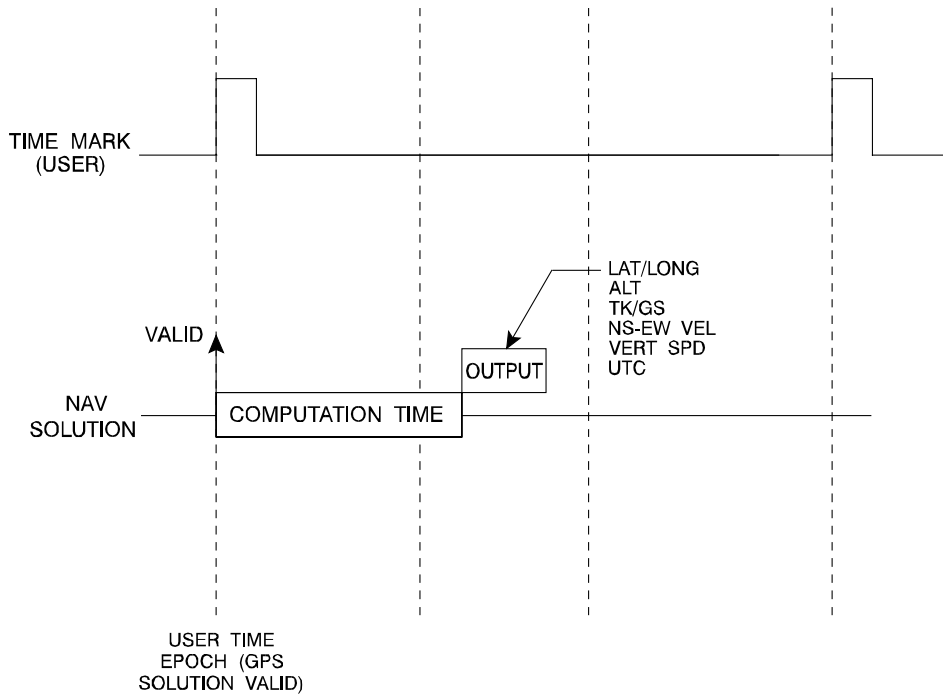 TIME MARK
(USER)
LAT/LONG
ALT
TK/GS
NS-EW VEL
VERT SPD
UTC
VALID
OUTPUT
NAV
SOLUTION
COMPUTATION TIME
USER TIME
EPOCH (GPS
SOLUTION VALID)